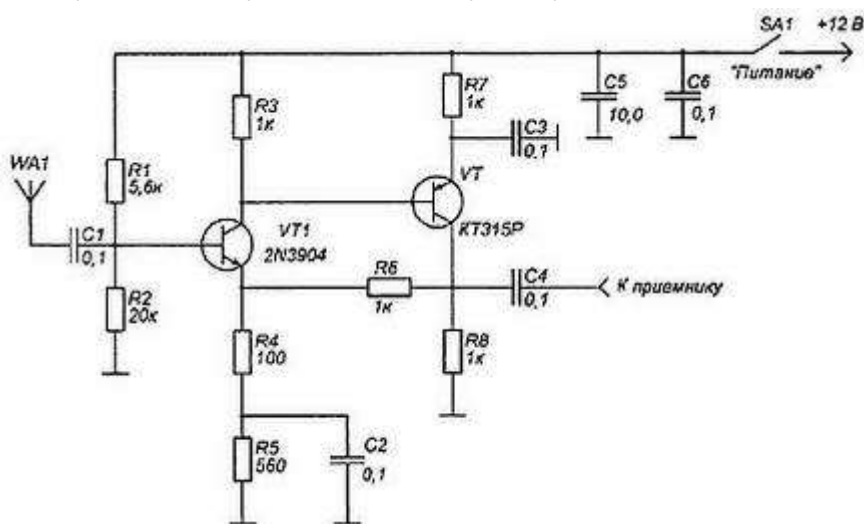 SA1 +12 В
"Питание"
R7
1к
C5
10,0
C6
0,1
R3
1к
C3
0,1
WA1
R1
5,6к
VT
КТ315Р
C1
0,1
VT1
2N3904
R6
1к
C4
0,1
К приемнику
R2
20к
R4
100
R8
1к
R5
560
C2
0,1